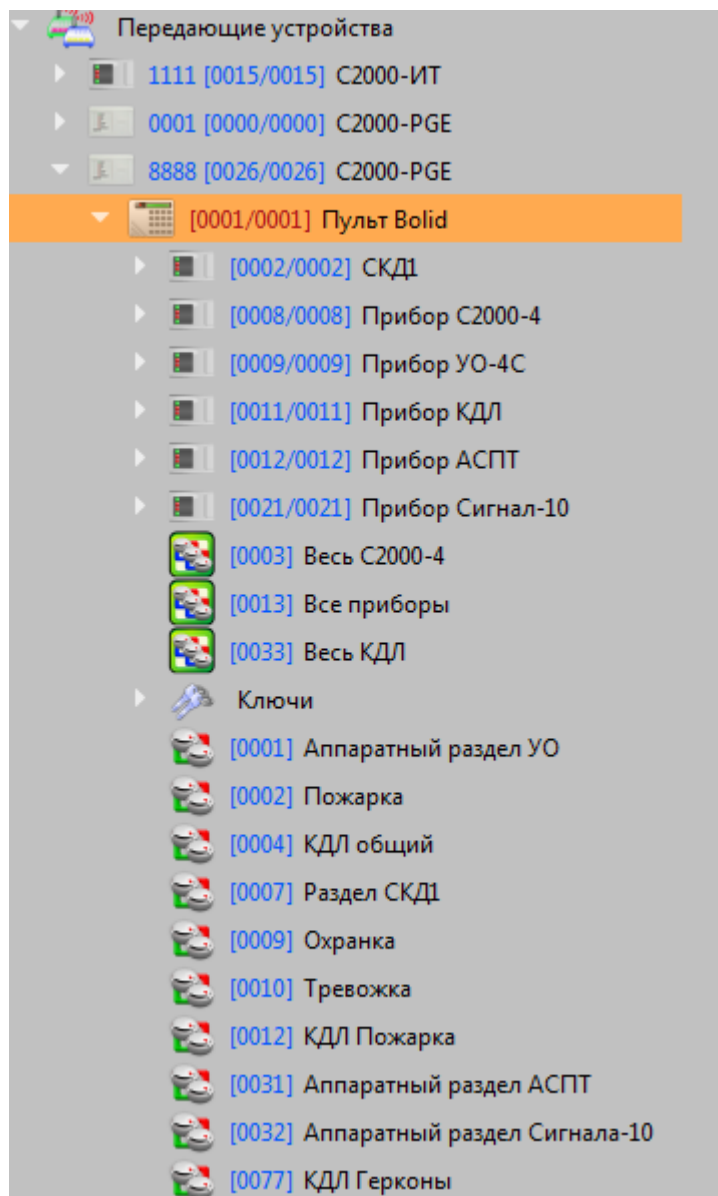 Передающие устройства
1111 [0015/0015] С2000-ИТ
0001 [0000/0000] С2000-PGE
8888 [0026/0026] С2000-PGE
[0001/0001] Пульт Bolid
[0002/0002] СКД1
[0008/0008] Прибор С2000-4
[0009/0009] Прибор УО-4С
[0011/0011] Прибор КДЛ
[0012/0012] Прибор АСПТ
[0021/0021] Прибор Сигнал-10
[0003] Весь С2000-4
[0013] Все приборы
[0033] Весь КДЛ
Ключи
[0001] Аппаратный раздел УО
[0002] Пожарка
[0004] КДЛ общий
[0007] Раздел СКД1
[0009] Охранка
[0010] Тревожка
[0012] КДЛ Пожарка
[0031] Аппаратный раздел АСПТ
[0032] Аппаратный раздел Сигнала-10
[0077] КДЛ Герконы